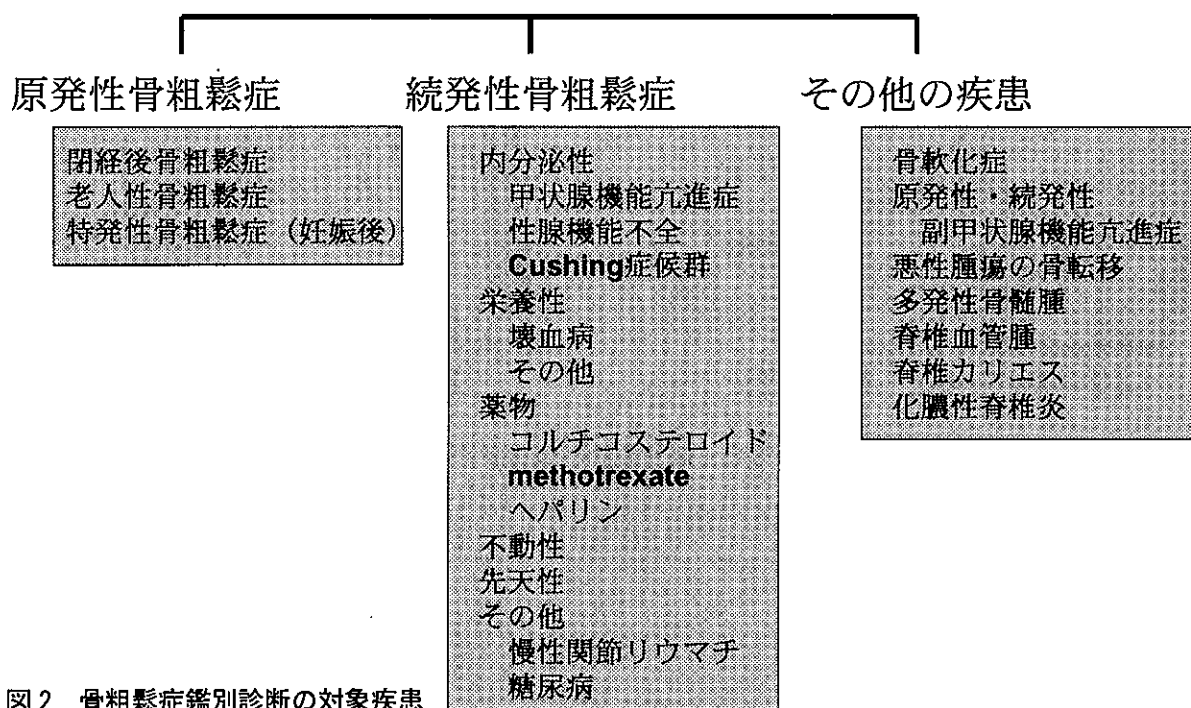 原発性骨粗鬆症
閉経後骨粗鬆症
老人性骨粗鬆症
特発性骨粗鬆症（妊娠後）
続発性骨粗鬆症
内分泌性
甲状腺機能亢進症
性腺機能不全
Cushing症候群
栄養性
壊血病
その他
薬物
コルチコステロイド
methotrexate
ヘパリン
不動性
先天性
その他
慢性関節リウマチ
糖尿病
その他の疾患
骨軟化症
原発性・続発性
副甲状腺機能亢進症
悪性腫瘍の骨転移
多発性骨髄腫
脊椎血管腫
脊椎カリエス
化膿性脊椎炎
図2 骨粗鬆症鑑別診断の対象疾患